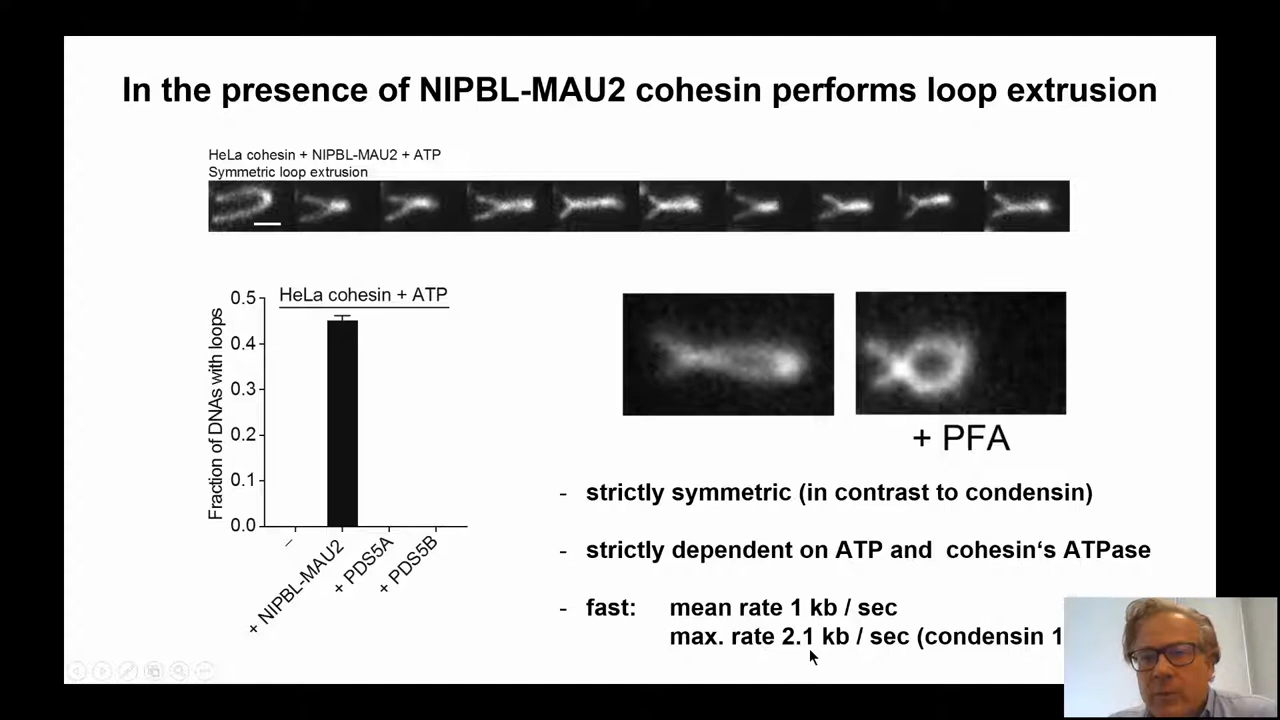 In the presence of NIPBL-MAU2 cohesin performs loop extrusion
HeLa cohesin + NIPBL-MAU2 + ATP
Symmetric loop extrusion
HeLa cohesin + ATP
Fraction of DNAs with loops
0.5
0.4
0.3
0.2
0.1
0.0
–
+ NIPBL-MAU2
+ PDS5A
+ PDS5B
+ PFA
- strictly symmetric (in contrast to condensin)
- strictly dependent on ATP and cohesin‘s ATPase
- fast: mean rate 1 kb / sec
max. rate 2.1 kb / sec (condensin 1